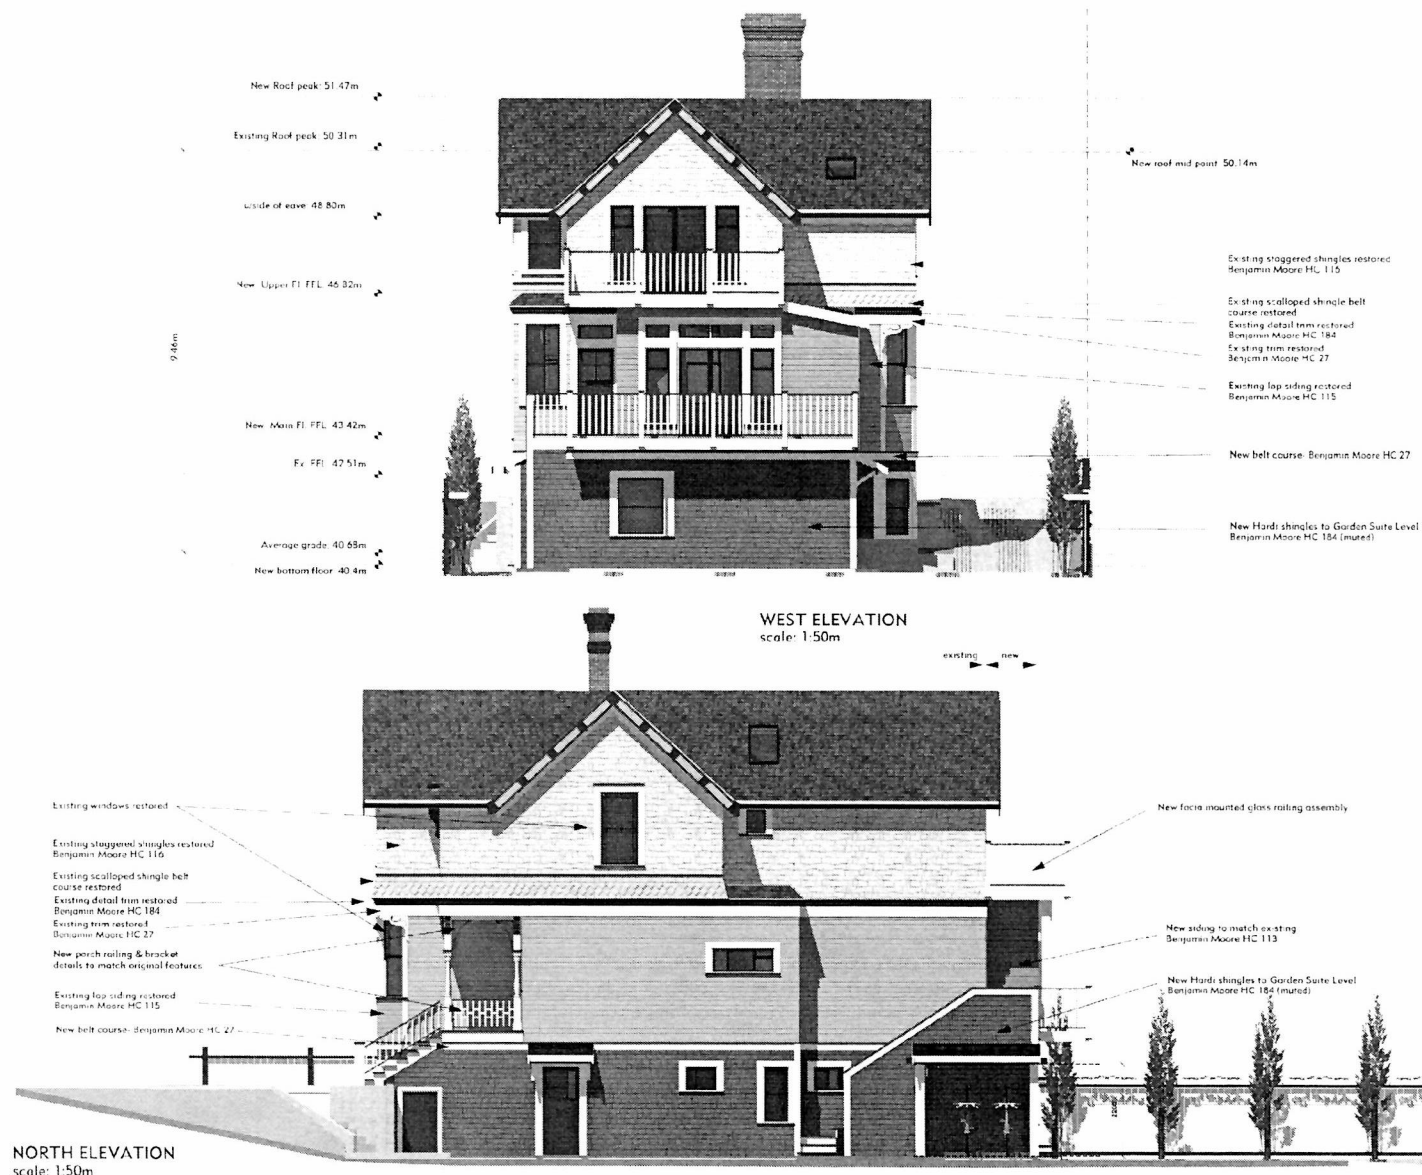 New Roof peak: 51.47m
Existing Roof peak: 50.31m
New roof mid point: 50.14m
u/side of eave: 48.80m
Existing staggered shingles restored
Benjamin Moore HC 116
New Upper Fl. FFL: 46.82m
Existing scalloped shingle belt
course restored
Existing detail trim restored
Benjamin Moore HC 184
Existing trim restored
Benjamin Moore HC 27
9.46m
Existing lap siding restored
Benjamin Moore HC 115
New Main Fl. FFL: 43.42m
New belt course- Benjamin Moore HC 27
Ex. FFL: 42.51m
New Hardi shingles to Garden Suite Level
Benjamin Moore HC 184 (muted)
Average grade: 40.68m
New bottom floor: 40.4m
WEST ELEVATION
scale: 1:50m
existing new
Existing windows restored
New facia mounted glass railing assembly
Existing staggered shingles restored
Benjamin Moore HC 116
Existing scalloped shingle belt
course restored
Existing detail trim restored
Benjamin Moore HC 184
Existing trim restored
Benjamin Moore HC 27
New siding to match existing
Benjamin Moore HC 113
New porch railing & bracket
details to match original features
New Hardi shingles to Garden Suite Level
Benjamin Moore HC 184 (muted)
Existing lap siding restored
Benjamin Moore HC 115
New belt course- Benjamin Moore HC 27
NORTH ELEVATION
scale: 1:50m